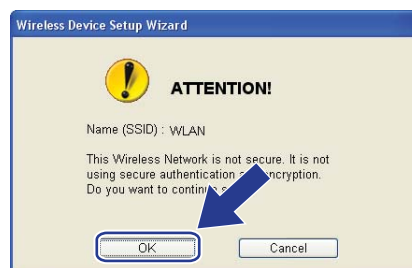 Wireless Device Setup Wizard
ATTENTION!
Name (SSID) : WLAN
This Wireless Network is not secure. It is not
using secure authentication encryption.
Do you want to
OK
Cancel